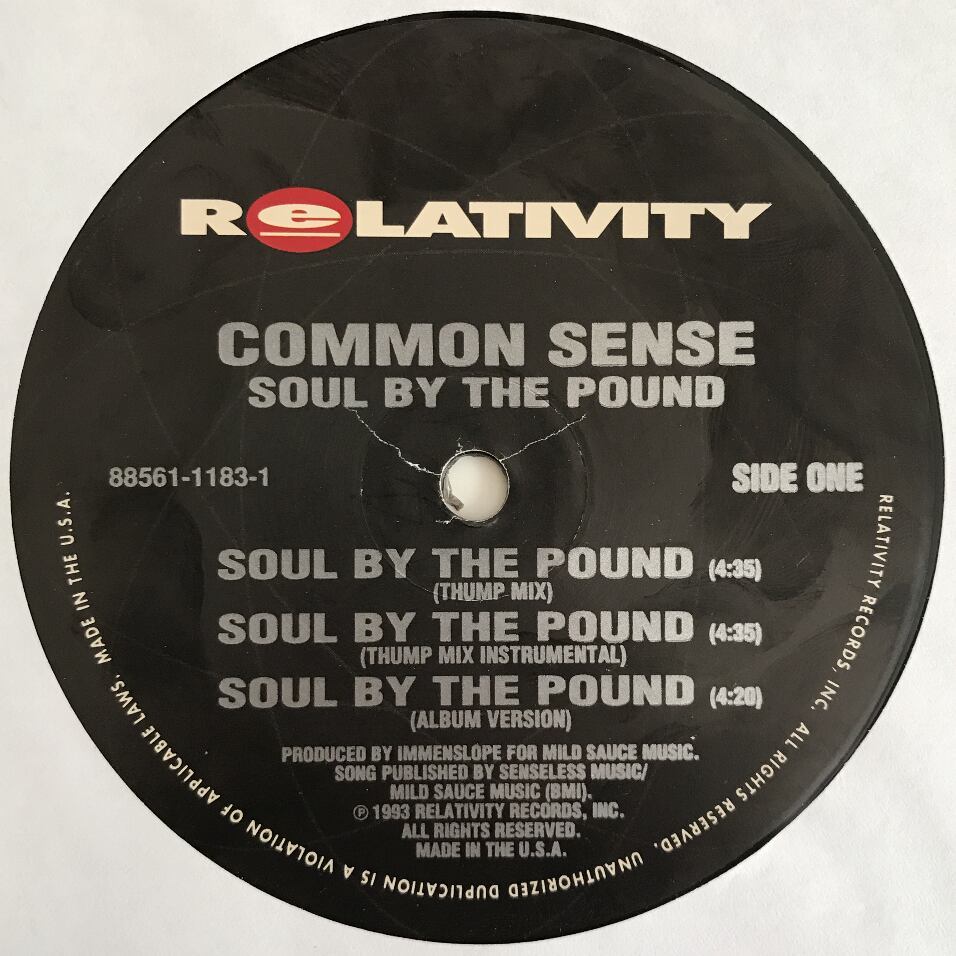 ReLATIVITY
COMMON SENSE
SOUL BY THE POUND
88561-1183-1
SIDE ONE
SOUL BY THE POUND (4:35)
(THUMP MIX)
SOUL BY THE POUND (4:35)
(THUMP MIX INSTRUMENTAL)
SOUL BY THE POUND (4:20)
(ALBUM VERSION)
PRODUCED BY IMMENSLOPE FOR MILD SAUCE MUSIC.
SONG PUBLISHED BY SENSELESS MUSIC/
MILD SAUCE MUSIC (BMI).
℗ 1993 RELATIVITY RECORDS, INC.
ALL RIGHTS RESERVED.
MADE IN THE U.S.A.
RELATIVITY RECORDS, INC. ALL RIGHTS RESERVED. UNAUTHORIZED DUPLICATION IS A VIOLATION OF APPLICABLE LAWS. MADE IN THE U.S.A.